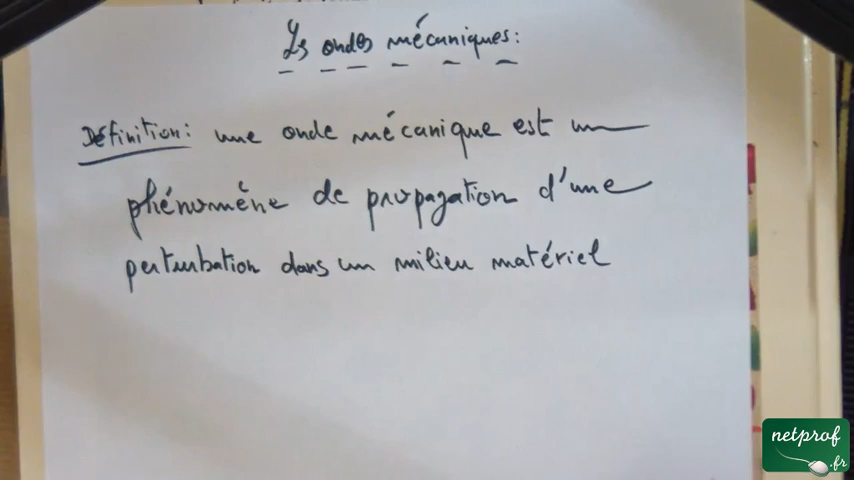 Les ondes mécaniques:
Définition: une onde mécanique est un
phénomène de propagation d'une
perturbation dans un milieu matériel
netprof
.fr